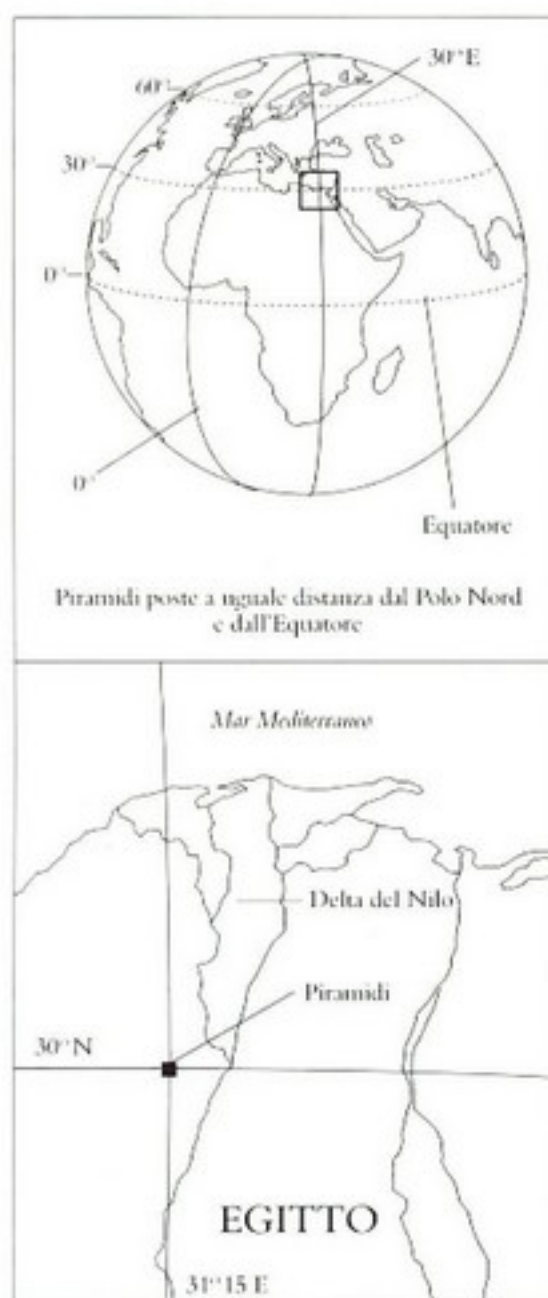 30°E
60°
30°
0°
0°
Equatore
Piramidi poste a uguale distanza dal Polo Nord
e dall'Equatore
Mar Mediterraneo
Delta del Nilo
Piramidi
30° N
EGITTO
31° 15 E